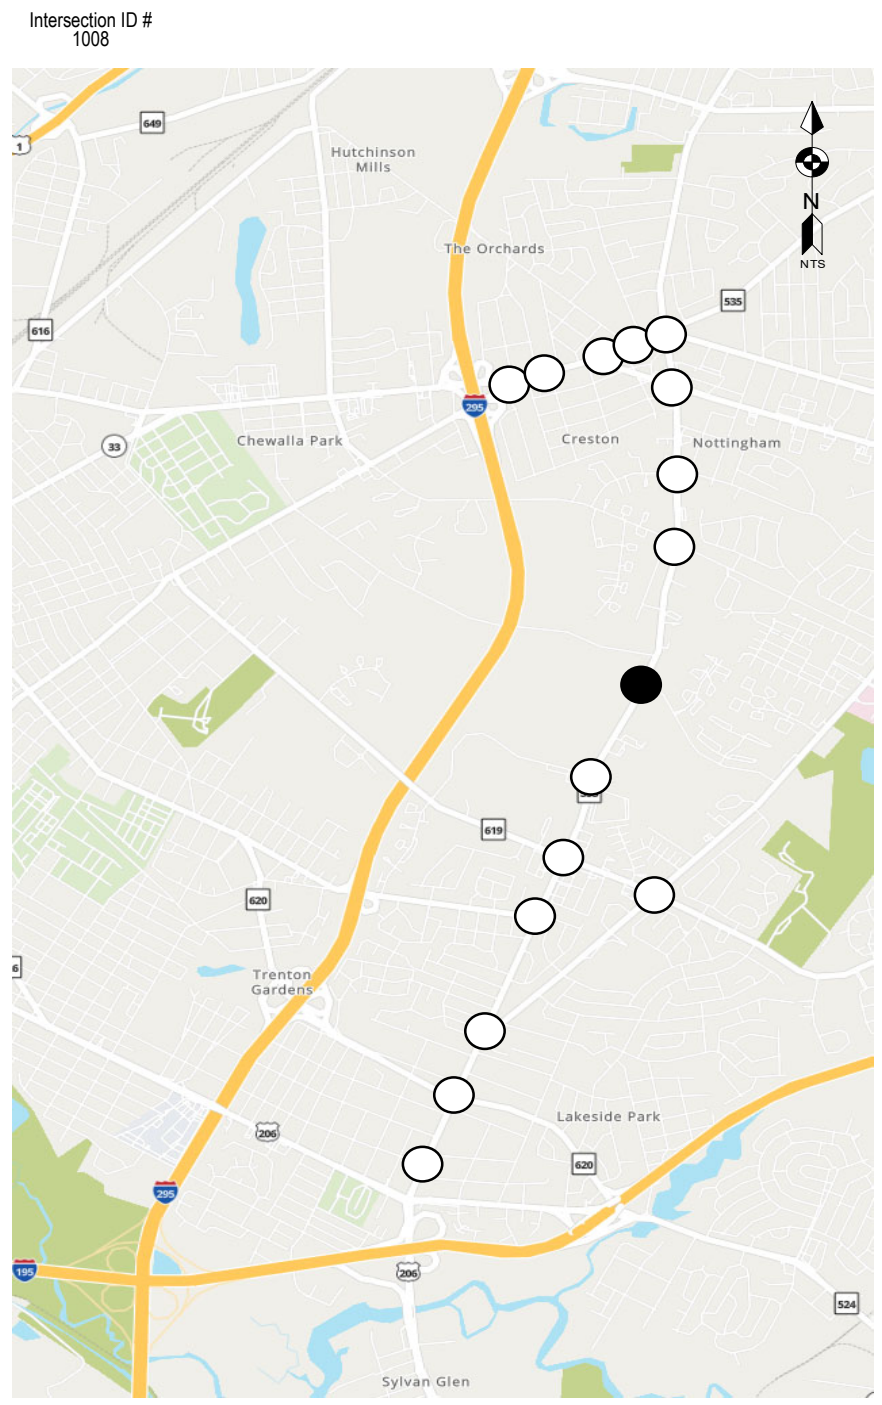 Intersection ID #
1008
649
1
Hutchinson
Mills
N
The Orchards
NTS
535
616
295
33
Chewalla Park
Creston
Nottingham
619
620
6
Trenton
Gardens
Lakeside Park
206
620
295
195
206
524
Sylvan Glen